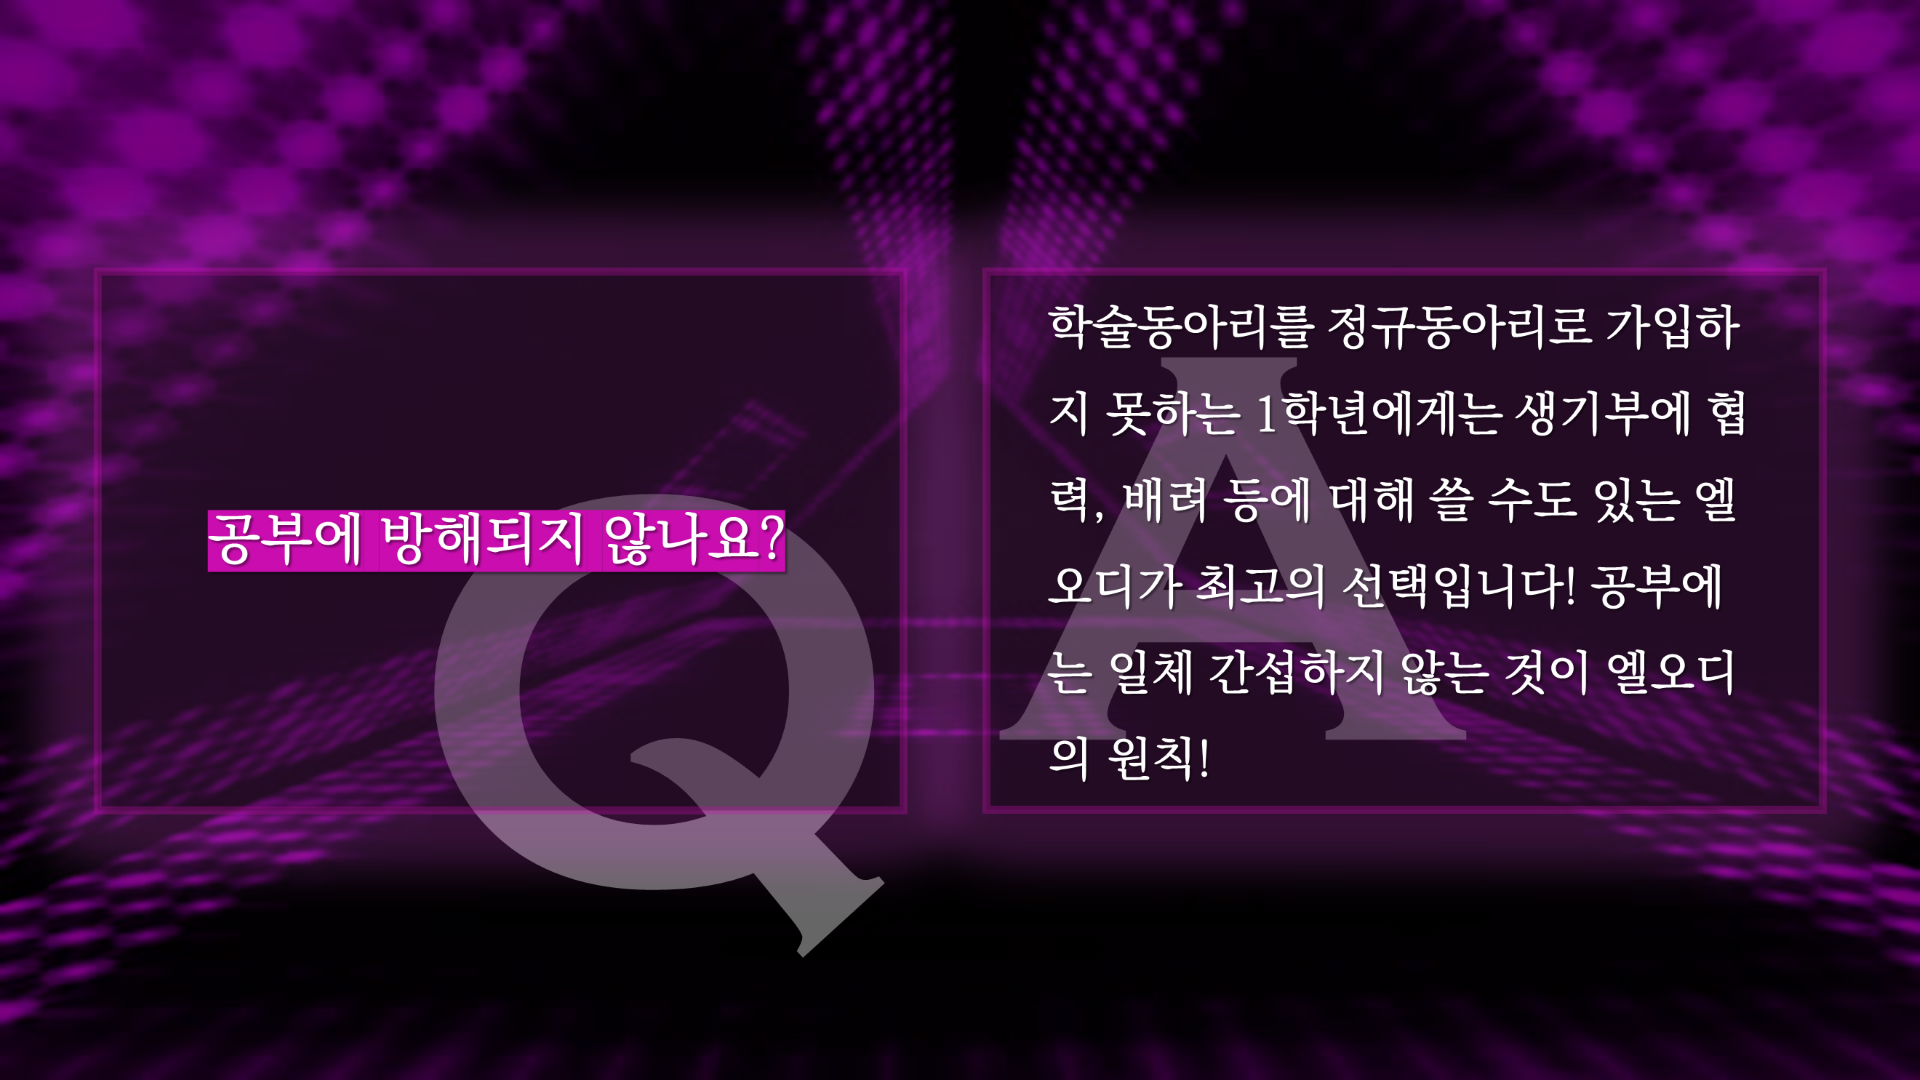 공부에 방해되지 않나요?
Q
학술동아리를 정규동아리로 가입하
지 못하는 1학년에게는 생기부에 협
력, 배려 등에 대해 쓸 수도 있는 엘
오디가 최고의 선택입니다! 공부에
는 일체 간섭하지 않는 것이 엘오디
의 원칙!
A